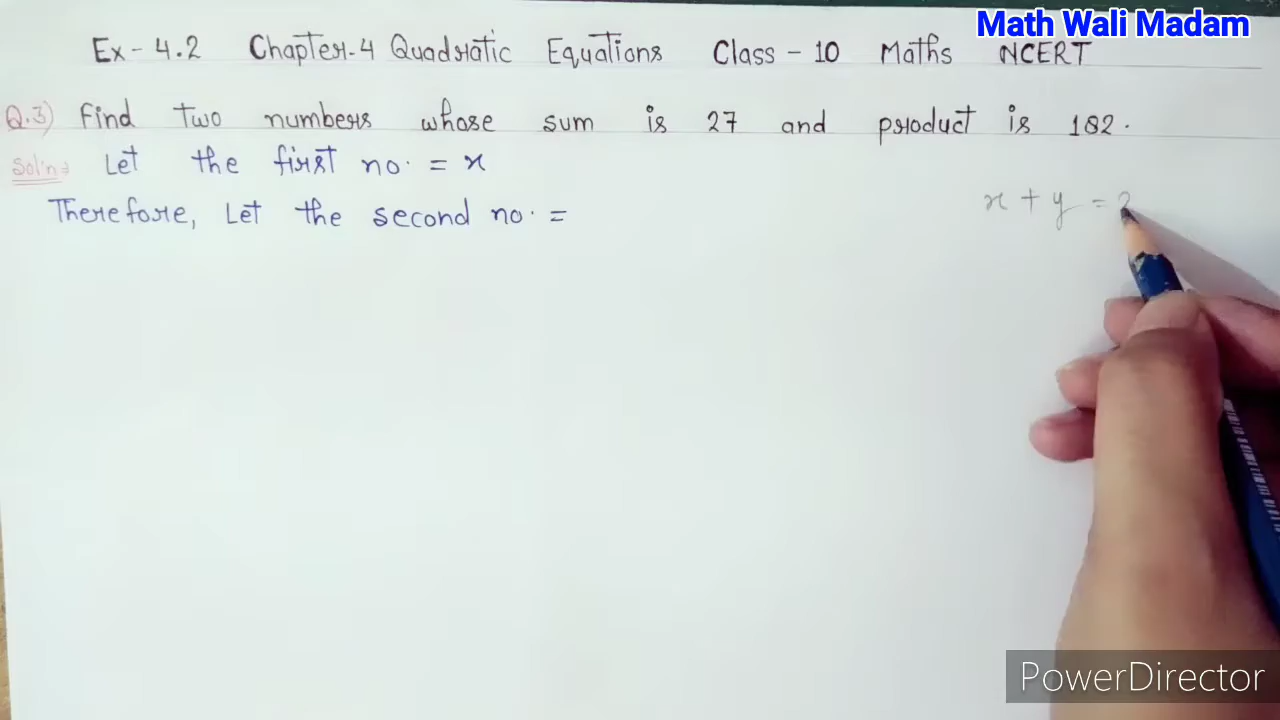 Math Wali Madam
Ex - 4.2 Chapter-4 Quadratic Equations Class - 10 Maths NCERT
Q.3) Find two numbers whose sum is 27 and product is 182.
Soln:- Let the first no. = x
Therefore, Let the second no. =
x + y = 2
PowerDirector